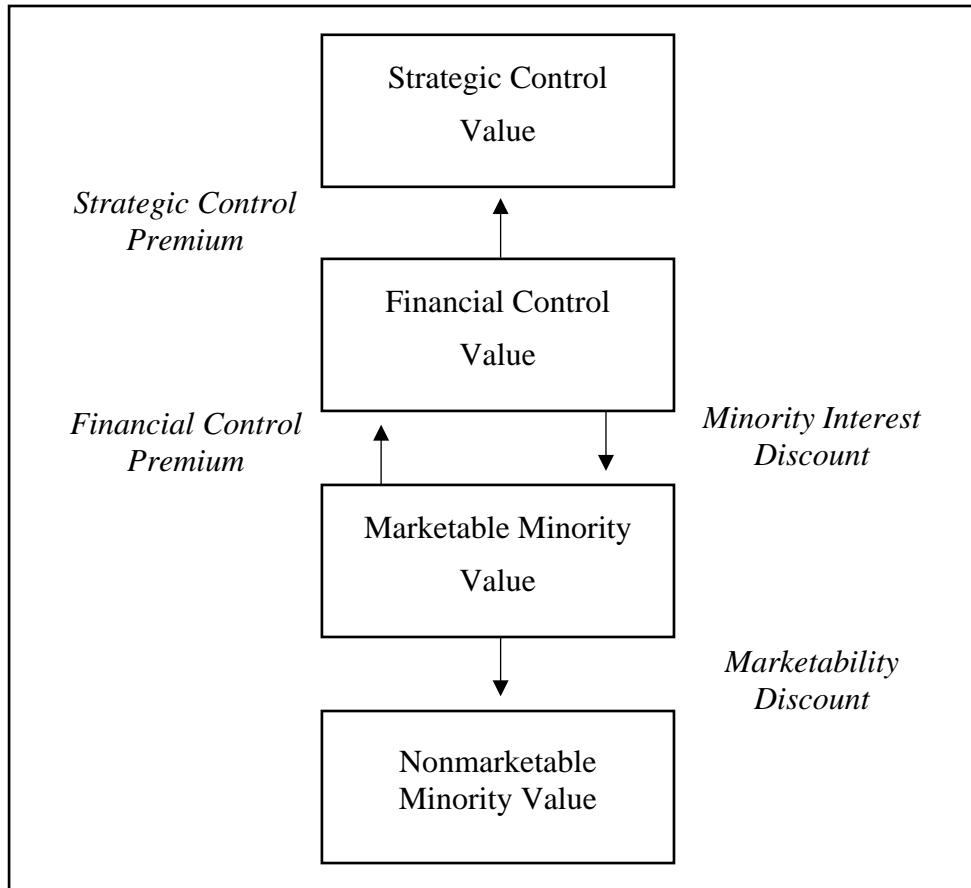 Strategic Control
Value
Strategic Control
Premium
Financial Control
Value
Financial Control
Premium
Minority Interest
Discount
Marketable Minority
Value
Marketability
Discount
Nonmarketable
Minority Value